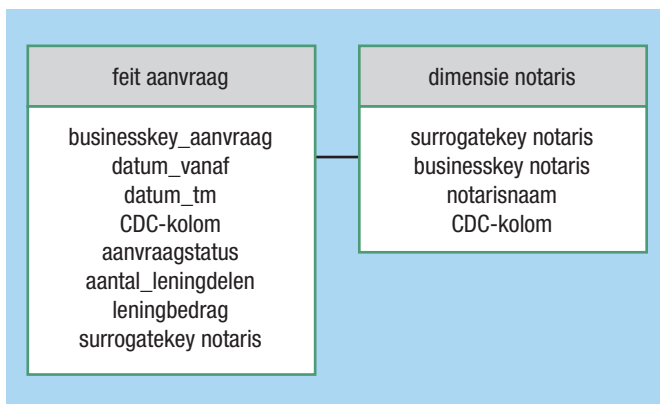 feit aanvraag
businesskey_aanvraag
datum_vanaf
datum_tm
CDC-kolom
aanvraagstatus
aantal_leningdelen
leningbedrag
surrogatekey notaris
dimensie notaris
surrogatekey notaris
businesskey notaris
notarisnaam
CDC-kolom